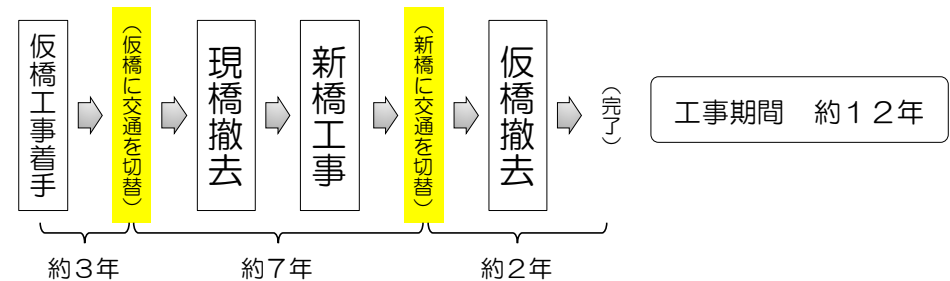 仮橋工事着手
（仮橋に交通を切替）
現橋撤去
新橋工事
（新橋に交通を切替）
仮橋撤去
（完了）
工事期間　約１２年
約３年
約７年
約２年